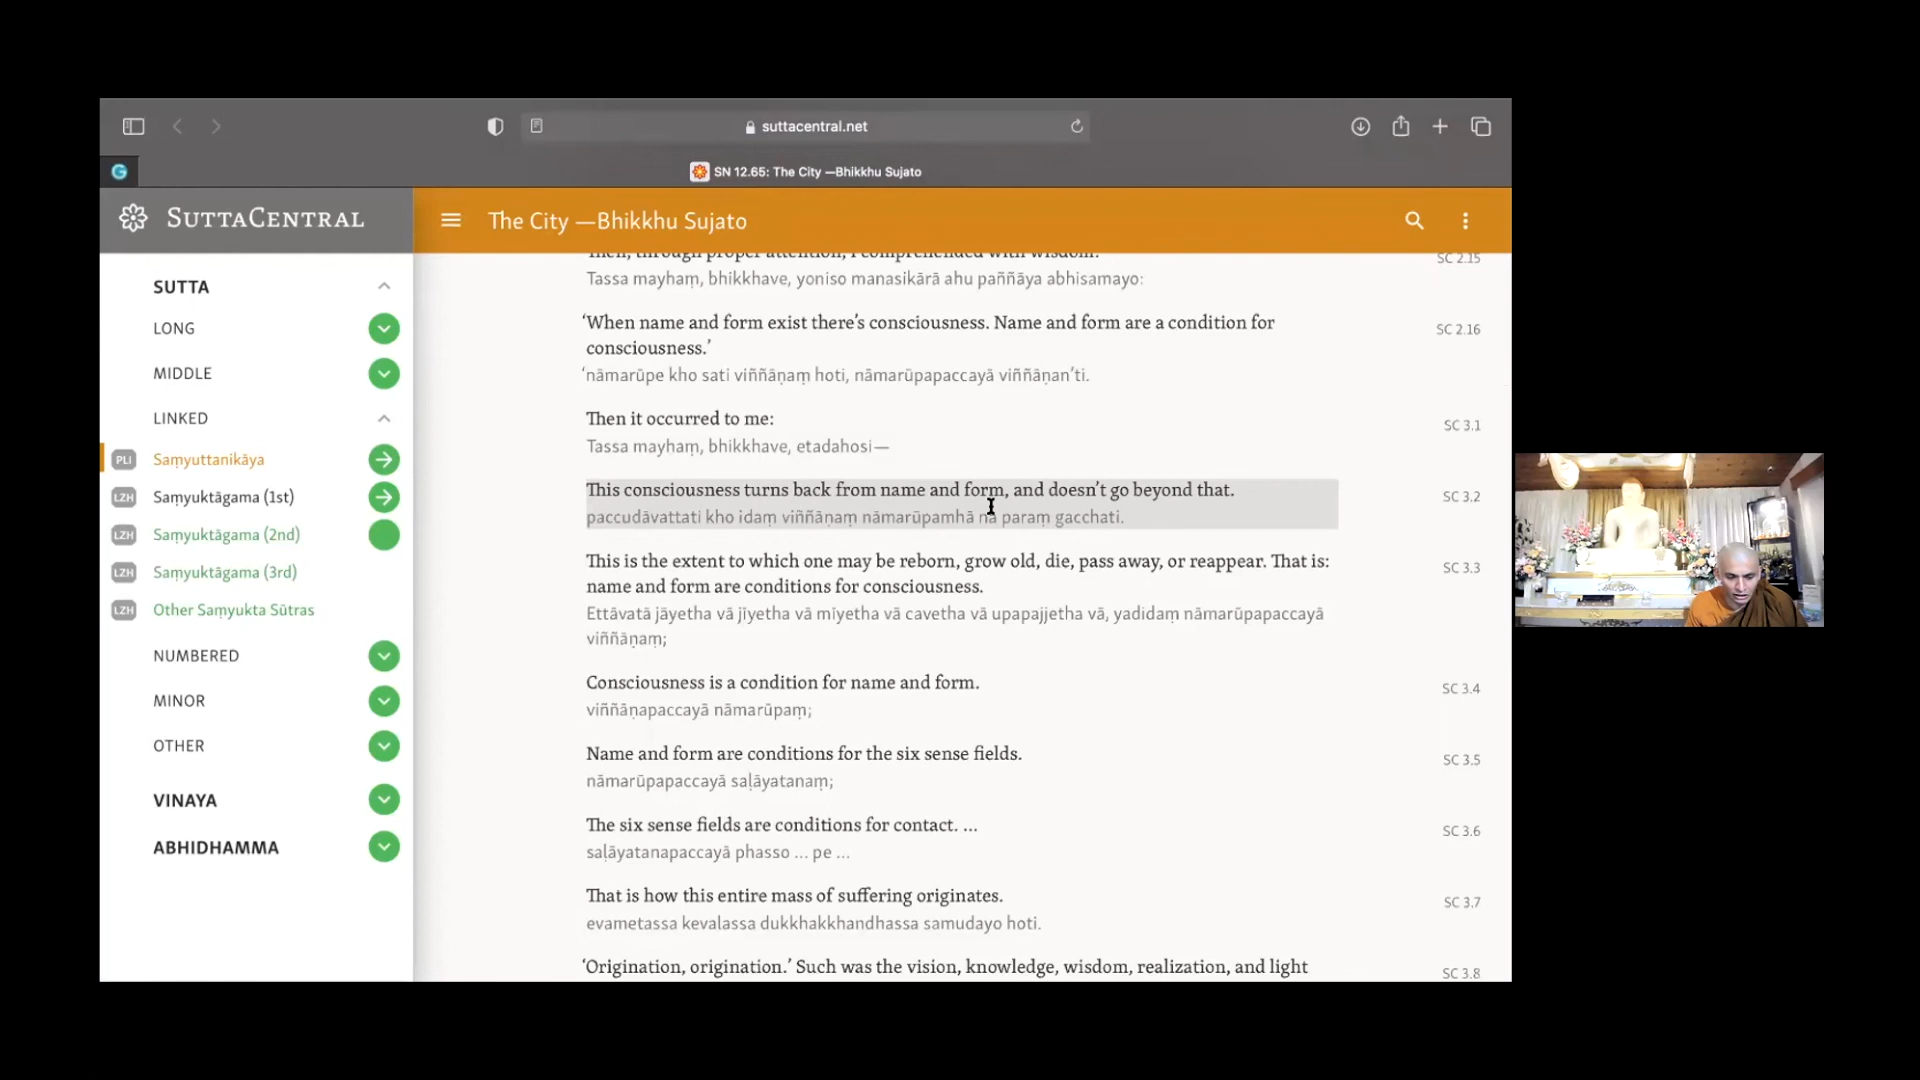 suttacentral.net
SN 12.65: The City —Bhikkhu Sujato
SUTTACENTRAL
The City —Bhikkhu Sujato
SUTTA
LONG
MIDDLE
LINKED
PLI Saṃyuttanikāya
LZH Saṃyuktāgama (1st)
LZH Saṃyuktāgama (2nd)
LZH Saṃyuktāgama (3rd)
LZH Other Saṃyukta Sūtras
NUMBERED
MINOR
OTHER
VINAYA
ABHIDHAMMA
Then, through proper attention, I comprehended with wisdom: SC 2.15
Tassa mayhaṃ, bhikkhave, yoniso manasikārā ahu paññāya abhisamayo:
‘When name and form exist there’s consciousness. Name and form are a condition for SC 2.16
consciousness.’
‘nāmarūpe kho sati viññāṇaṃ hoti, nāmarūpapaccayā viññāṇan’ti.
Then it occurred to me: SC 3.1
Tassa mayhaṃ, bhikkhave, etadahosi—
This consciousness turns back from name and form, and doesn’t go beyond that. SC 3.2
paccudāvattati kho idaṃ viññāṇaṃ nāmarūpamhā na paraṃ gacchati.
This is the extent to which one may be reborn, grow old, die, pass away, or reappear. That is: SC 3.3
name and form are conditions for consciousness.
Ettāvatā jāyetha vā jīyetha vā mīyetha vā cavetha vā upapajjetha vā, yadidaṃ nāmarūpapaccayā
viññāṇaṃ;
Consciousness is a condition for name and form. SC 3.4
viññāṇapaccayā nāmarūpaṃ;
Name and form are conditions for the six sense fields. SC 3.5
nāmarūpapaccayā saḷāyatanaṃ;
The six sense fields are conditions for contact. … SC 3.6
saḷāyatanapaccayā phasso … pe …
That is how this entire mass of suffering originates. SC 3.7
evametassa kevalassa dukkhakkhandhassa samudayo hoti.
‘Origination, origination.’ Such was the vision, knowledge, wisdom, realization, and light SC 3.8